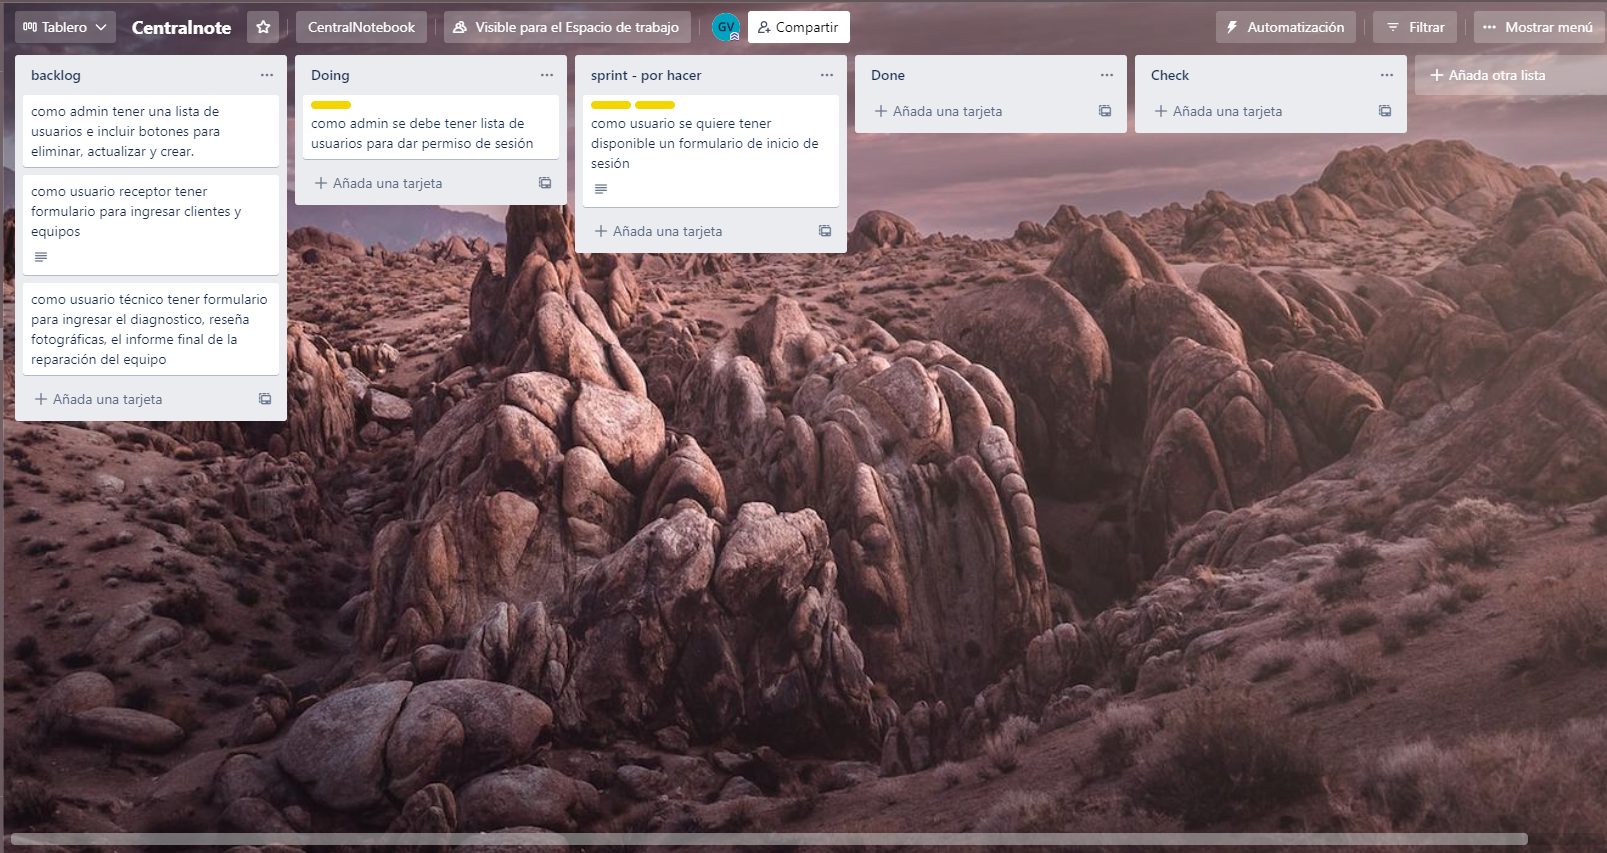 Tablero
Centralnote
CentralNotebook
Visible para el Espacio de trabajo
GV
Compartir
Automatización
Filtrar
Mostrar menú
backlog
como admin tener una lista de
usuarios e incluir botones para
eliminar, actualizar y crear.
como usuario receptor tener
formulario para ingresar clientes y
equipos
como usuario técnico tener formulario
para ingresar el diagnostico, reseña
fotográficas, el informe final de la
reparación del equipo
Añada una tarjeta
Doing
como admin se debe tener lista de
usuarios para dar permiso de sesión
Añada una tarjeta
sprint - por hacer
como usuario se quiere tener
disponible un formulario de inicio de
sesión
Añada una tarjeta
Done
Añada una tarjeta
Check
Añada una tarjeta
Añada otra lista